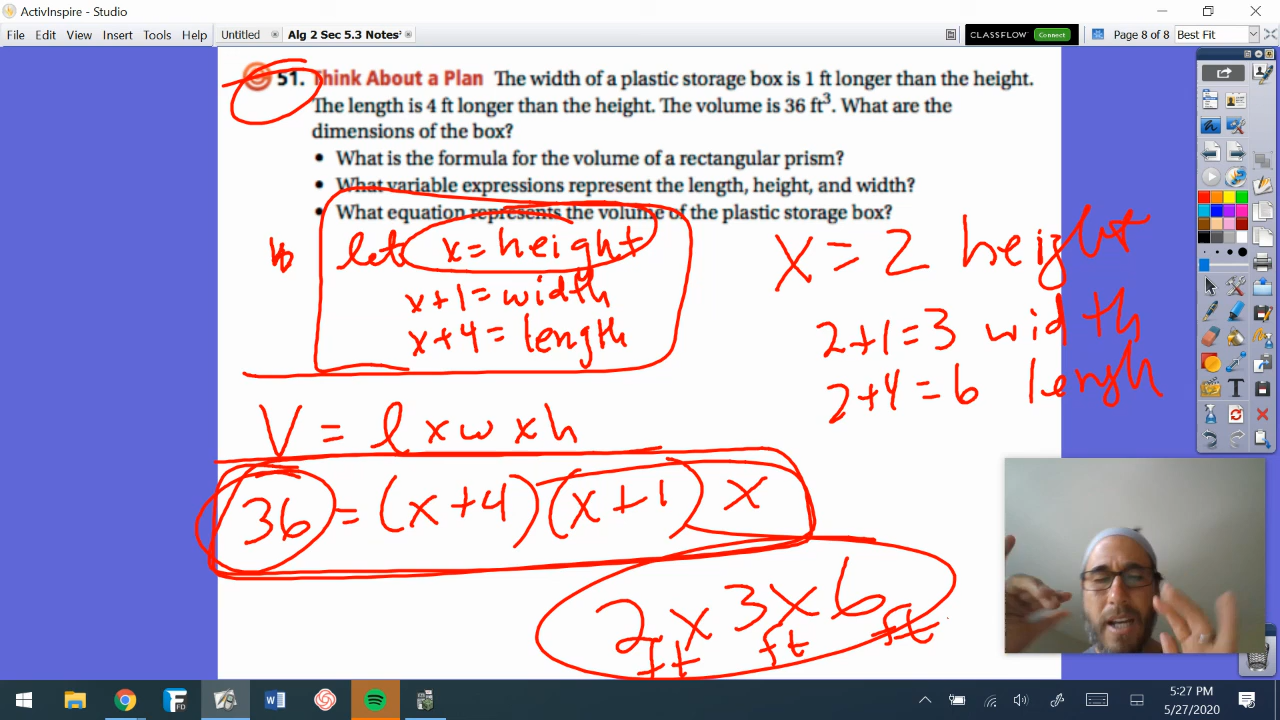 ActivInspire - Studio
File Edit View Insert Tools Help
Untitled
Alg 2 Sec 5.3 Notes*
CLASSFLOW Connect
Page 8 of 8
Best Fit
51. Think About a Plan The width of a plastic storage box is 1 ft longer than the height.
The length is 4 ft longer than the height. The volume is 36 ft³. What are the
dimensions of the box?
• What is the formula for the volume of a rectangular prism?
• What variable expressions represent the length, height, and width?
• What equation represents the volume of the plastic storage box?
let x = height
x+1 = width
x+4 = length
x = 2 height
2+1=3 width
2+4=6 length
V = l x w x h
36 = (x+4)(x+1) x
2 x 3 x 6
ft ft ft
5:27 PM
5/27/2020